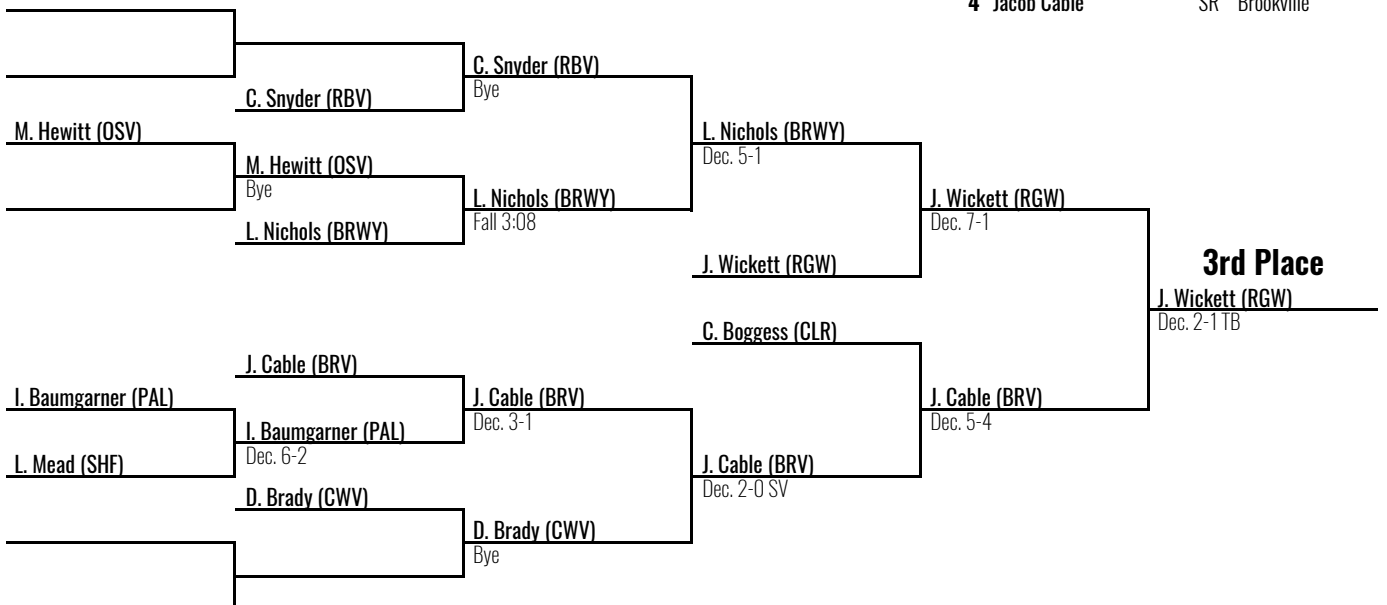 4 Jacob Cable SR Brookville
C. Snyder (RBV)
Bye
C. Snyder (RBV)
M. Hewitt (OSV)
L. Nichols (BRWY)
Dec. 5-1
M. Hewitt (OSV)
Bye
L. Nichols (BRWY)
Fall 3:08
J. Wickett (RGW)
Dec. 7-1
L. Nichols (BRWY)
J. Wickett (RGW)
3rd Place
J. Wickett (RGW)
Dec. 2-1 TB
C. Boggess (CLR)
J. Cable (BRV)
I. Baumgarner (PAL)
J. Cable (BRV)
Dec. 3-1
J. Cable (BRV)
Dec. 5-4
I. Baumgarner (PAL)
Dec. 6-2
L. Mead (SHF)
J. Cable (BRV)
Dec. 2-0 SV
D. Brady (CWV)
D. Brady (CWV)
Bye